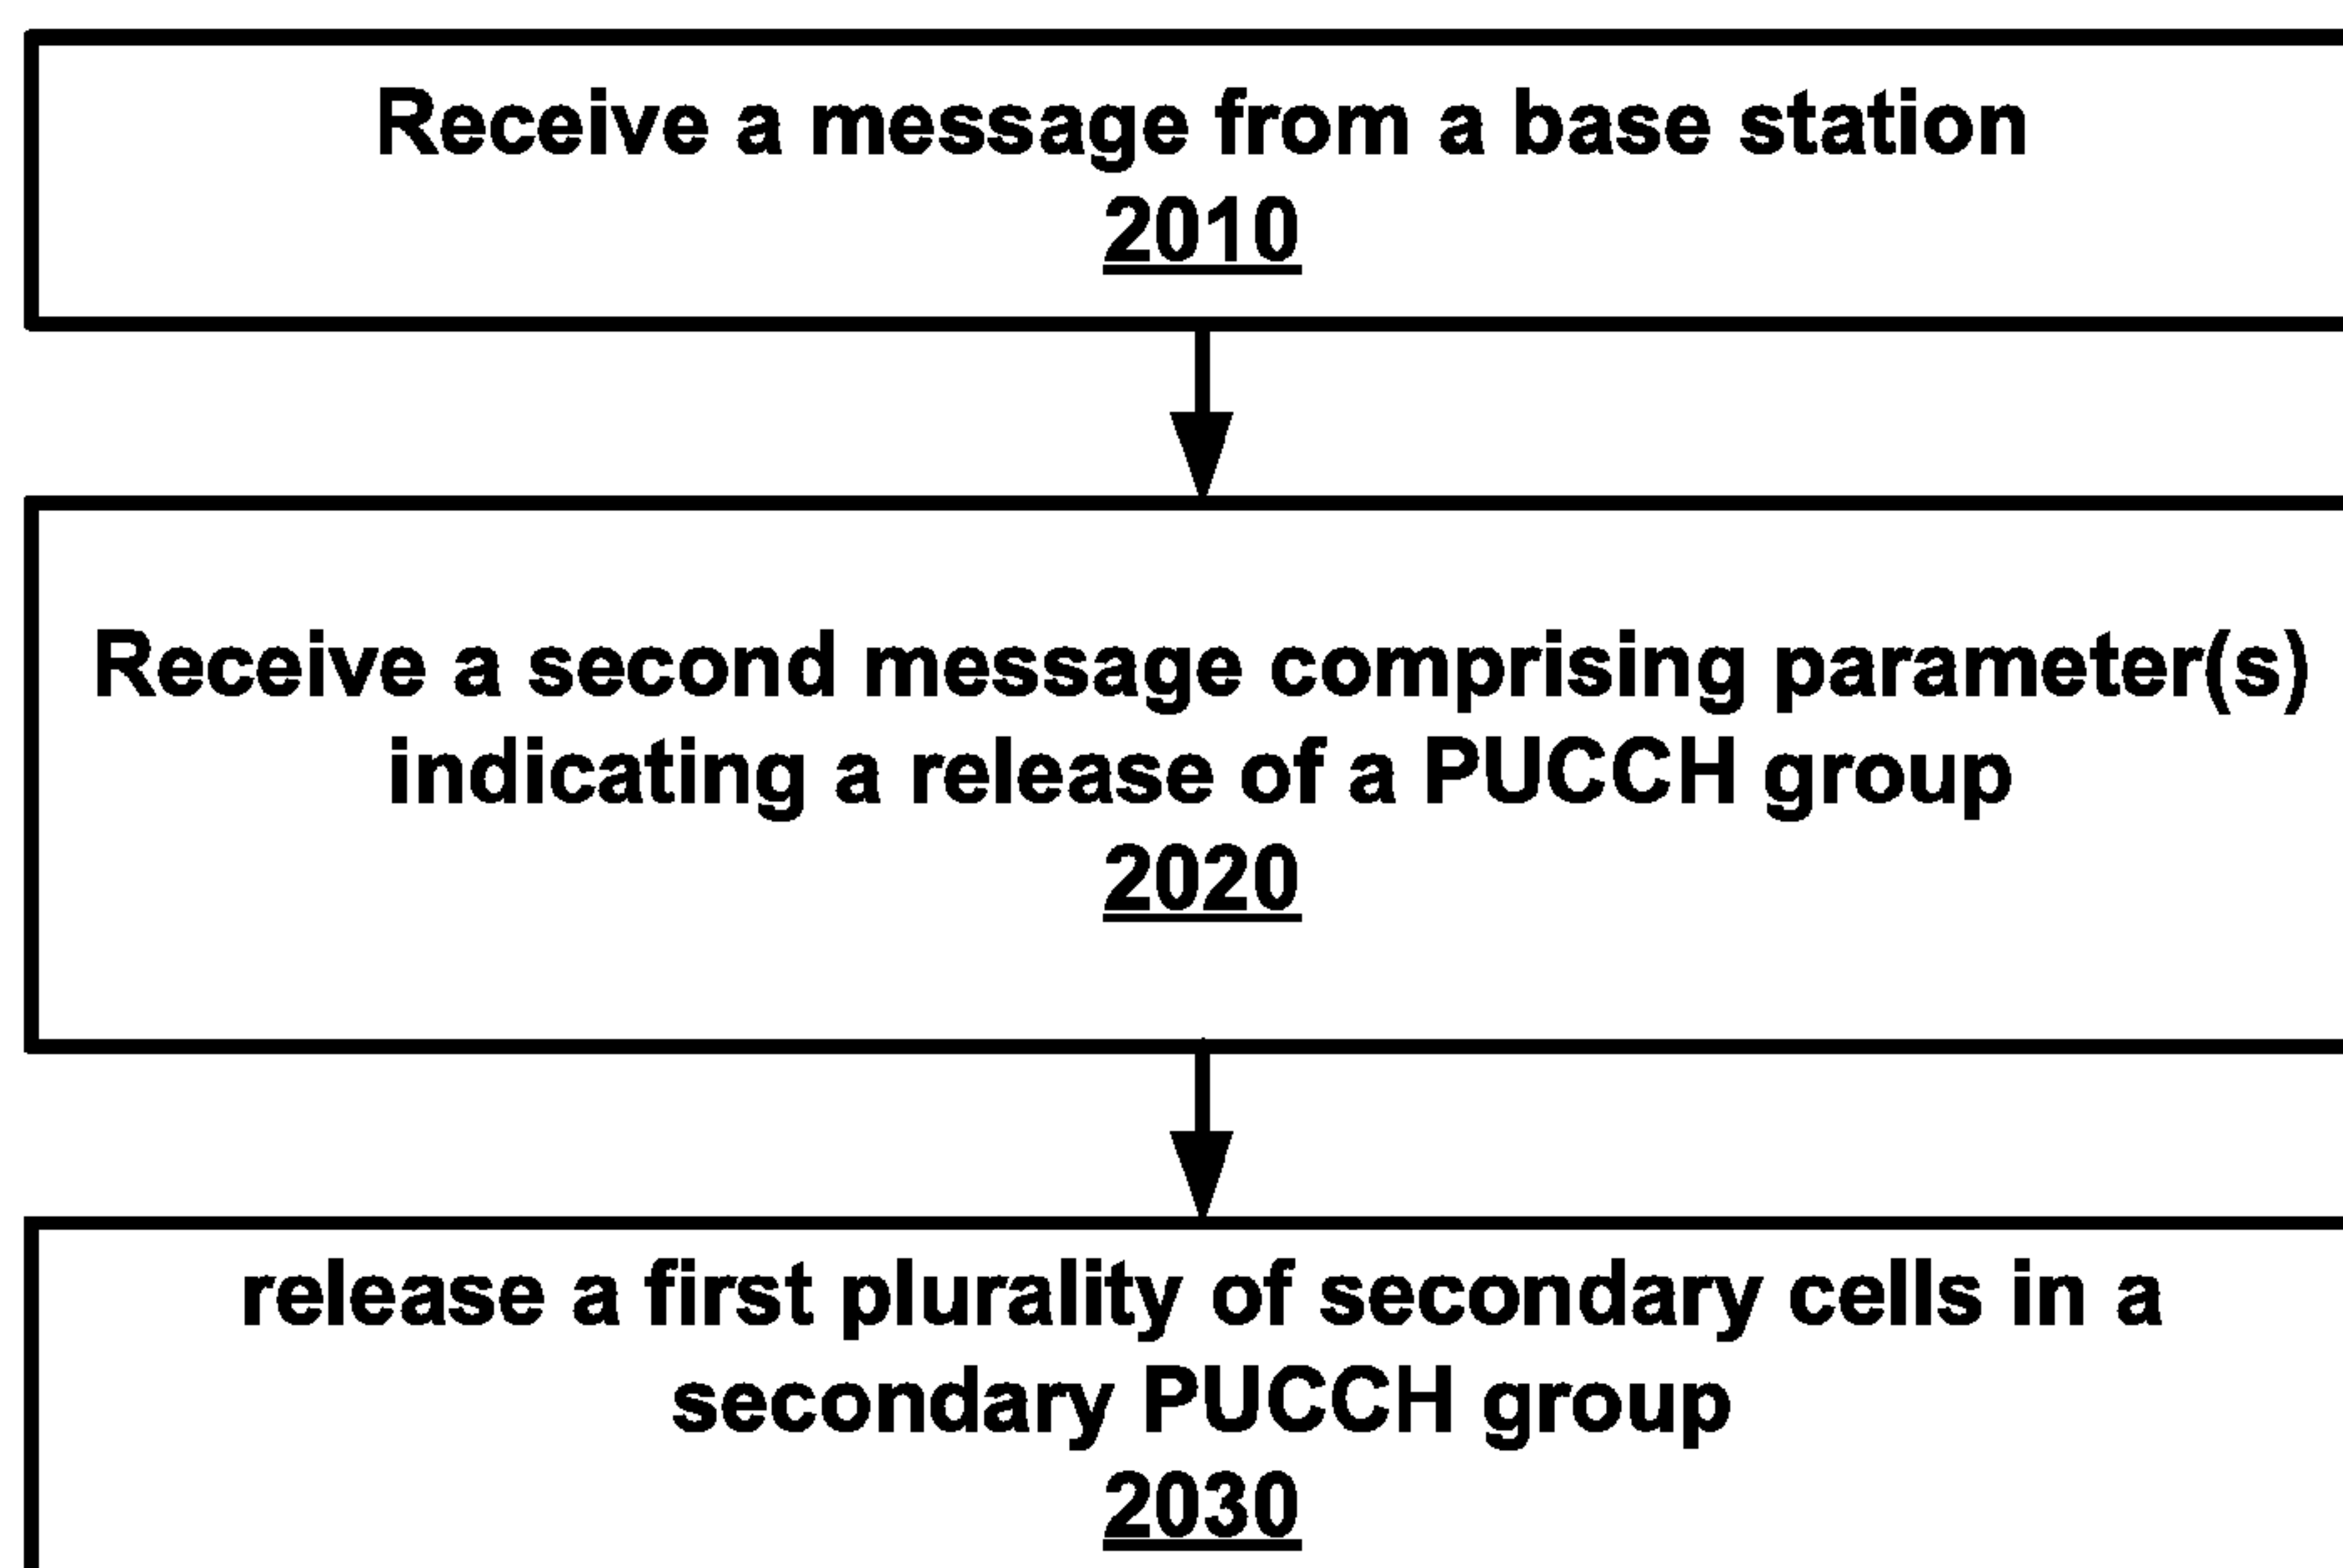 Receive a message from a base station
2010
Receive a second message comprising parameter(s)
indicating a release of a PUCCH group
2020
release a first plurality of secondary cells in a
secondary PUCCH group
2030